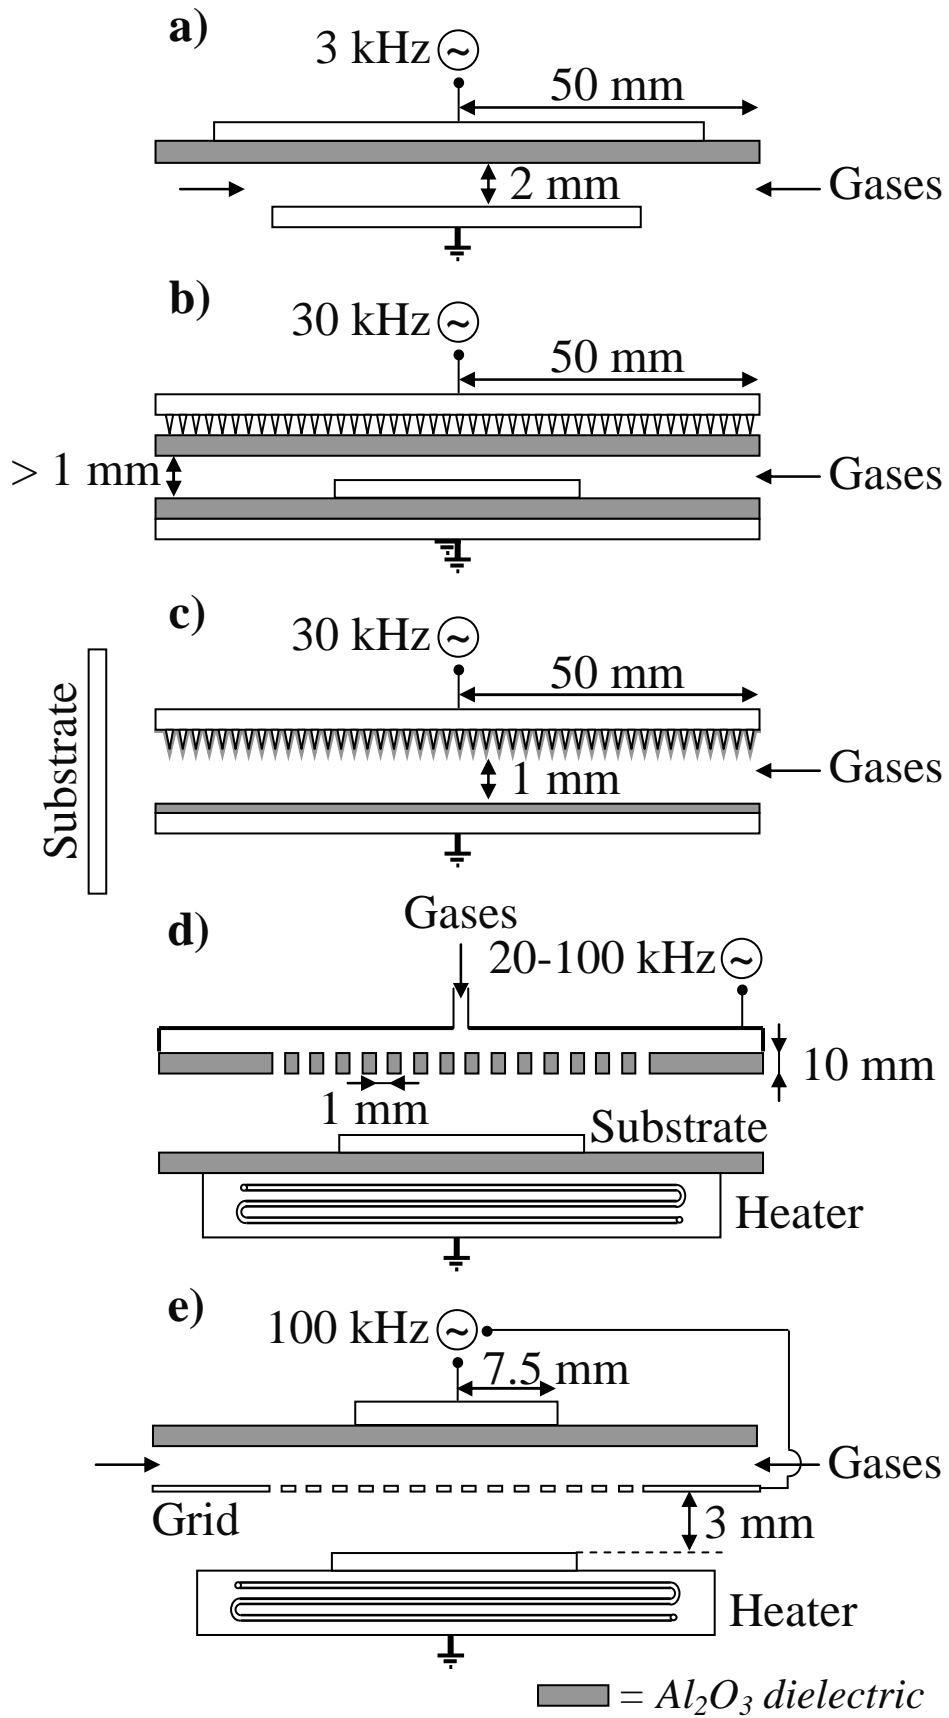 a)
3 kHz
~
50 mm
2 mm
Gases
b)
30 kHz
~
50 mm
> 1 mm
Gases
c)
30 kHz
~
50 mm
Substrate
Gases
1 mm
Gases
d)
20-100 kHz
~
10 mm
1 mm
Substrate
Heater
e)
100 kHz
~
7.5 mm
Gases
Grid
3 mm
Heater
= Al₂O₃ dielectric